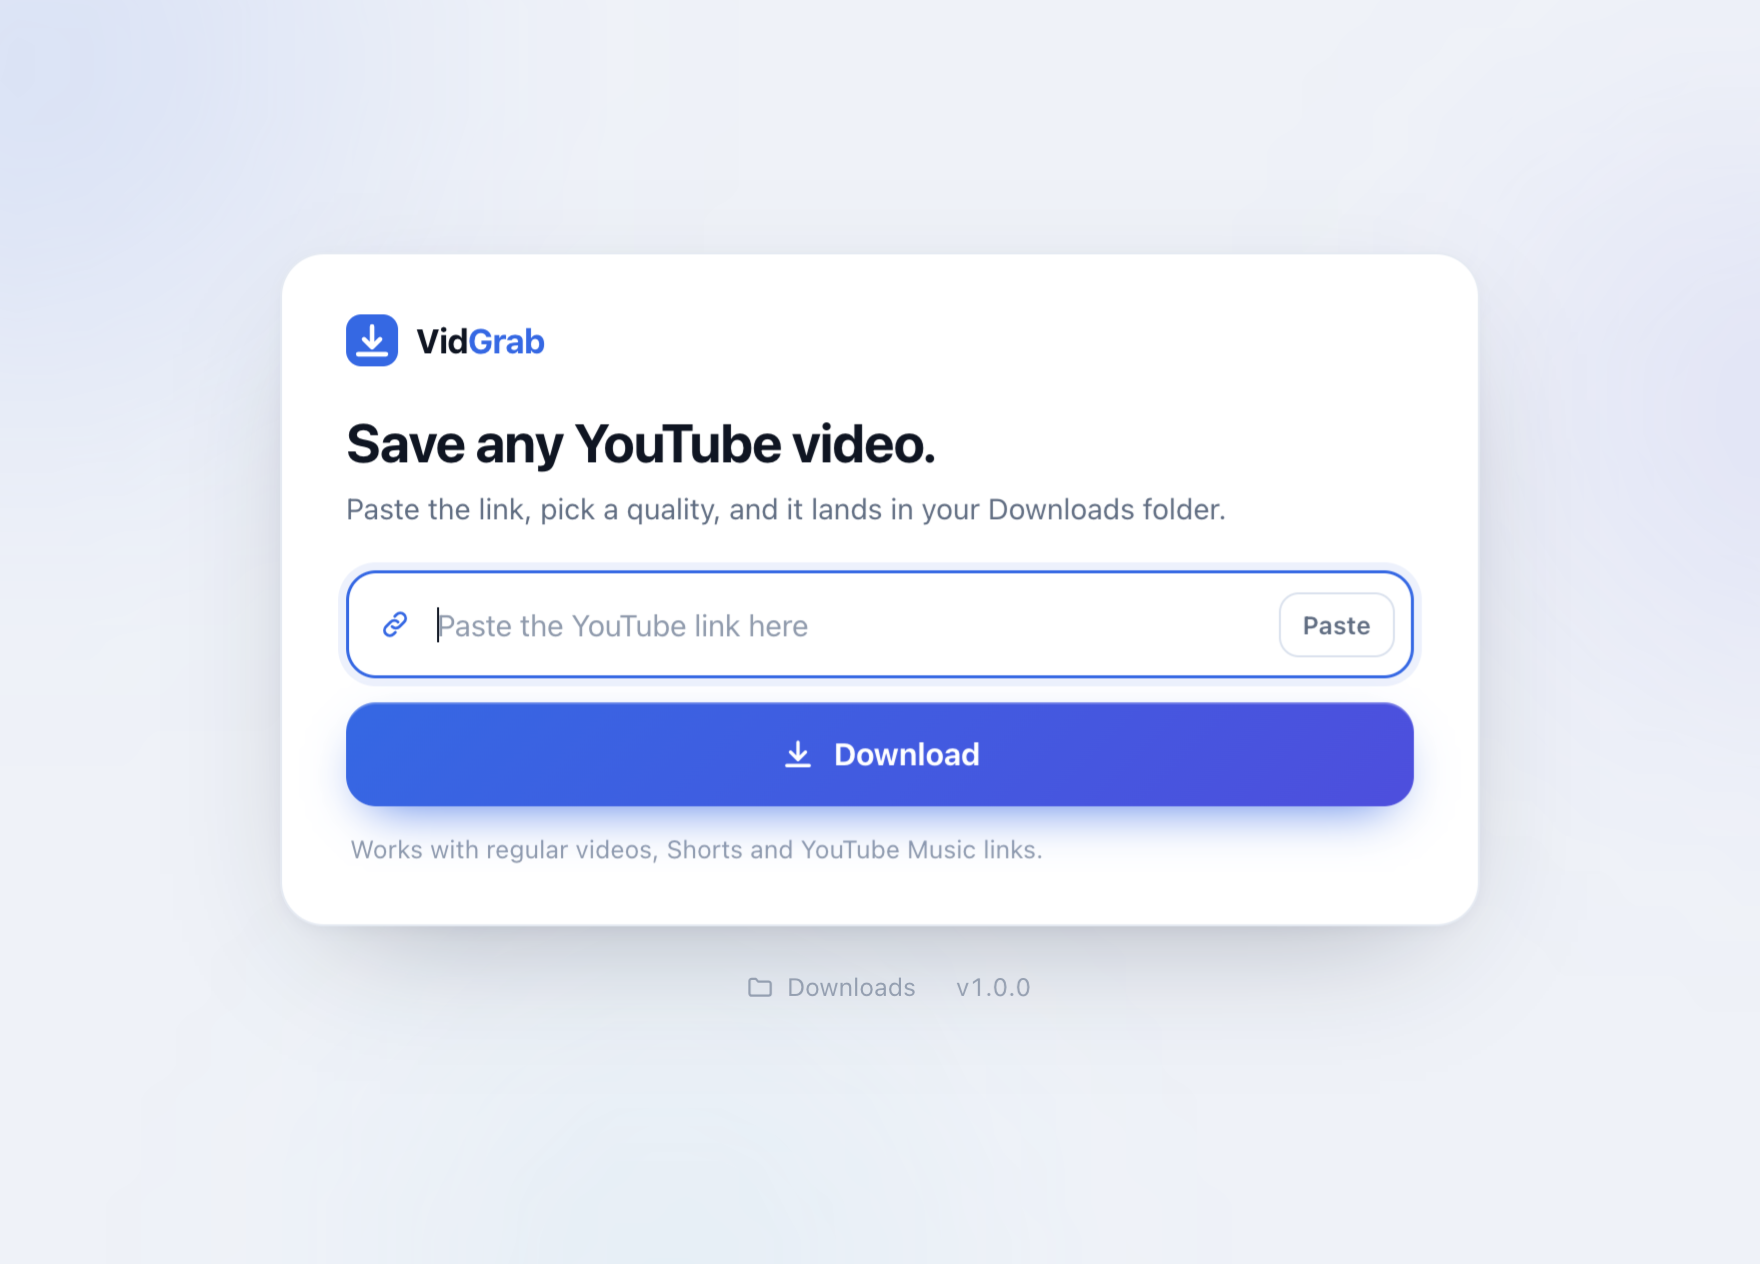 VidGrab
Save any YouTube video.
Paste the link, pick a quality, and it lands in your Downloads folder.
Paste the YouTube link here
Paste
Download
Works with regular videos, Shorts and YouTube Music links.
Downloads
v1.0.0